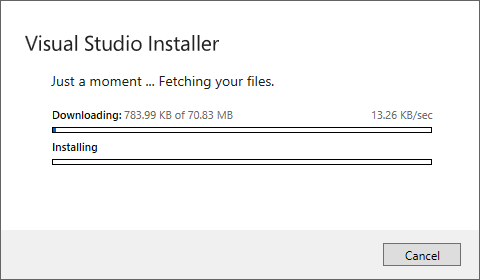 Visual Studio Installer
Just a moment ... Fetching your files.
Downloading: 783.99 KB of 70.83 MB 13.26 KB/sec
Installing
Cancel